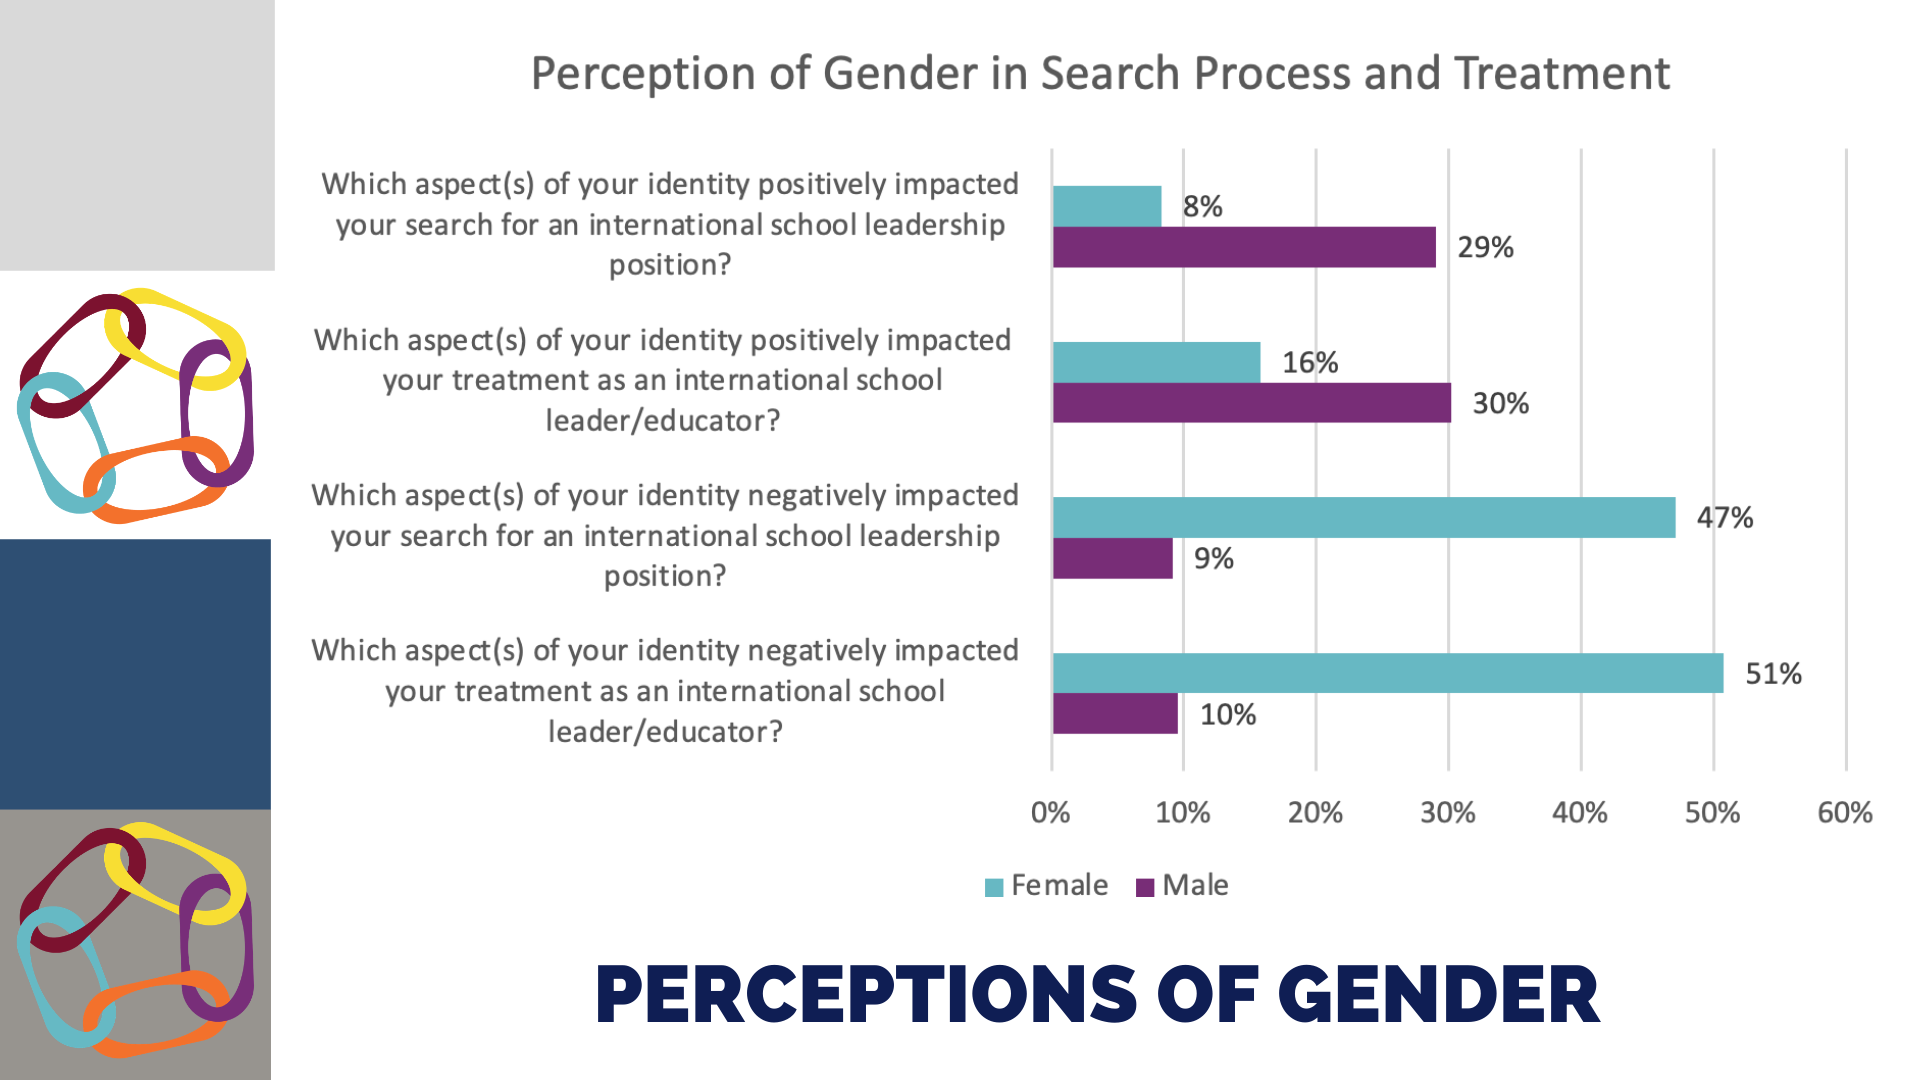 Perception of Gender in Search Process and Treatment
Which aspect(s) of your identity positively impacted
your search for an international school leadership
position?
8%
29%
Which aspect(s) of your identity positively impacted
your treatment as an international school
leader/educator?
16%
30%
Which aspect(s) of your identity negatively impacted
your search for an international school leadership
position?
47%
9%
Which aspect(s) of your identity negatively impacted
your treatment as an international school
leader/educator?
51%
10%
0% 10% 20% 30% 40% 50% 60%
Female Male
PERCEPTIONS OF GENDER